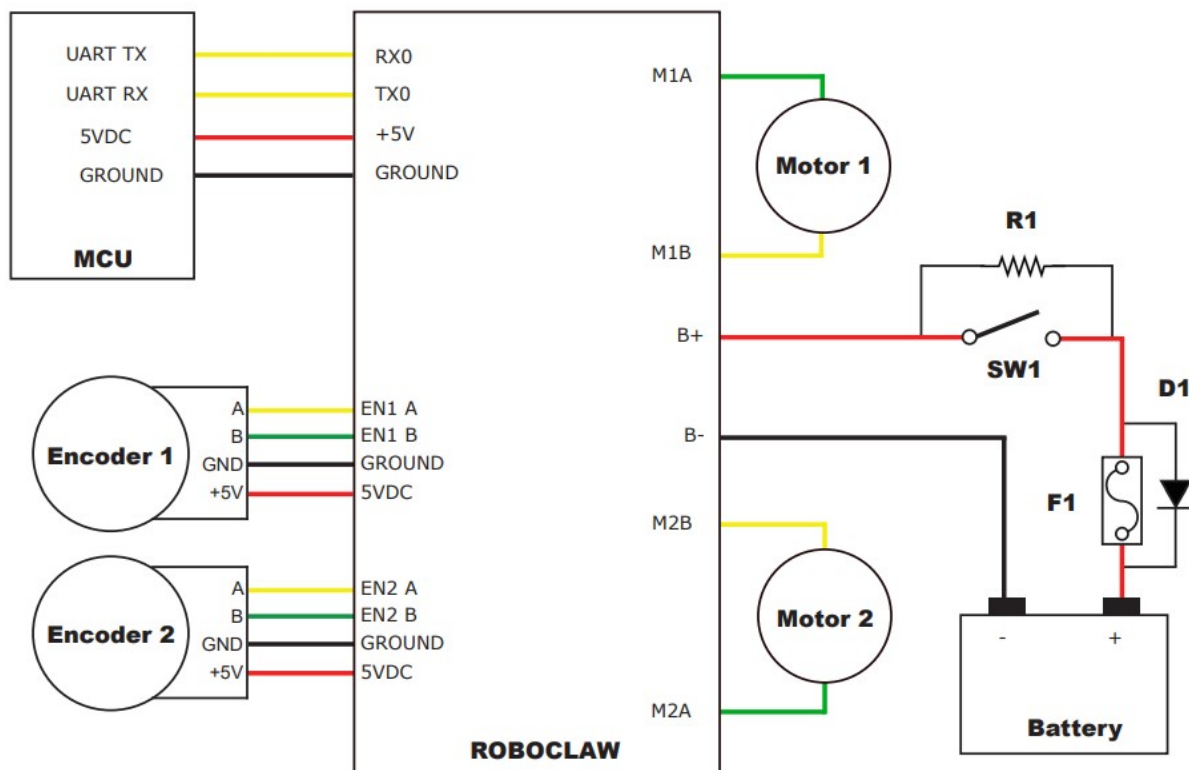 UART TX
UART RX
5VDC
GROUND
MCU
RX0
TX0
+5V
GROUND
M1A
Motor 1
M1B
R1
B+
SW1
D1
B-
F1
A
B
GND
+5V
Encoder 1
EN1 A
EN1 B
GROUND
5VDC
A
B
GND
+5V
Encoder 2
EN2 A
EN2 B
GROUND
5VDC
M2B
Motor 2
M2A
- +
Battery
ROBOCLAW